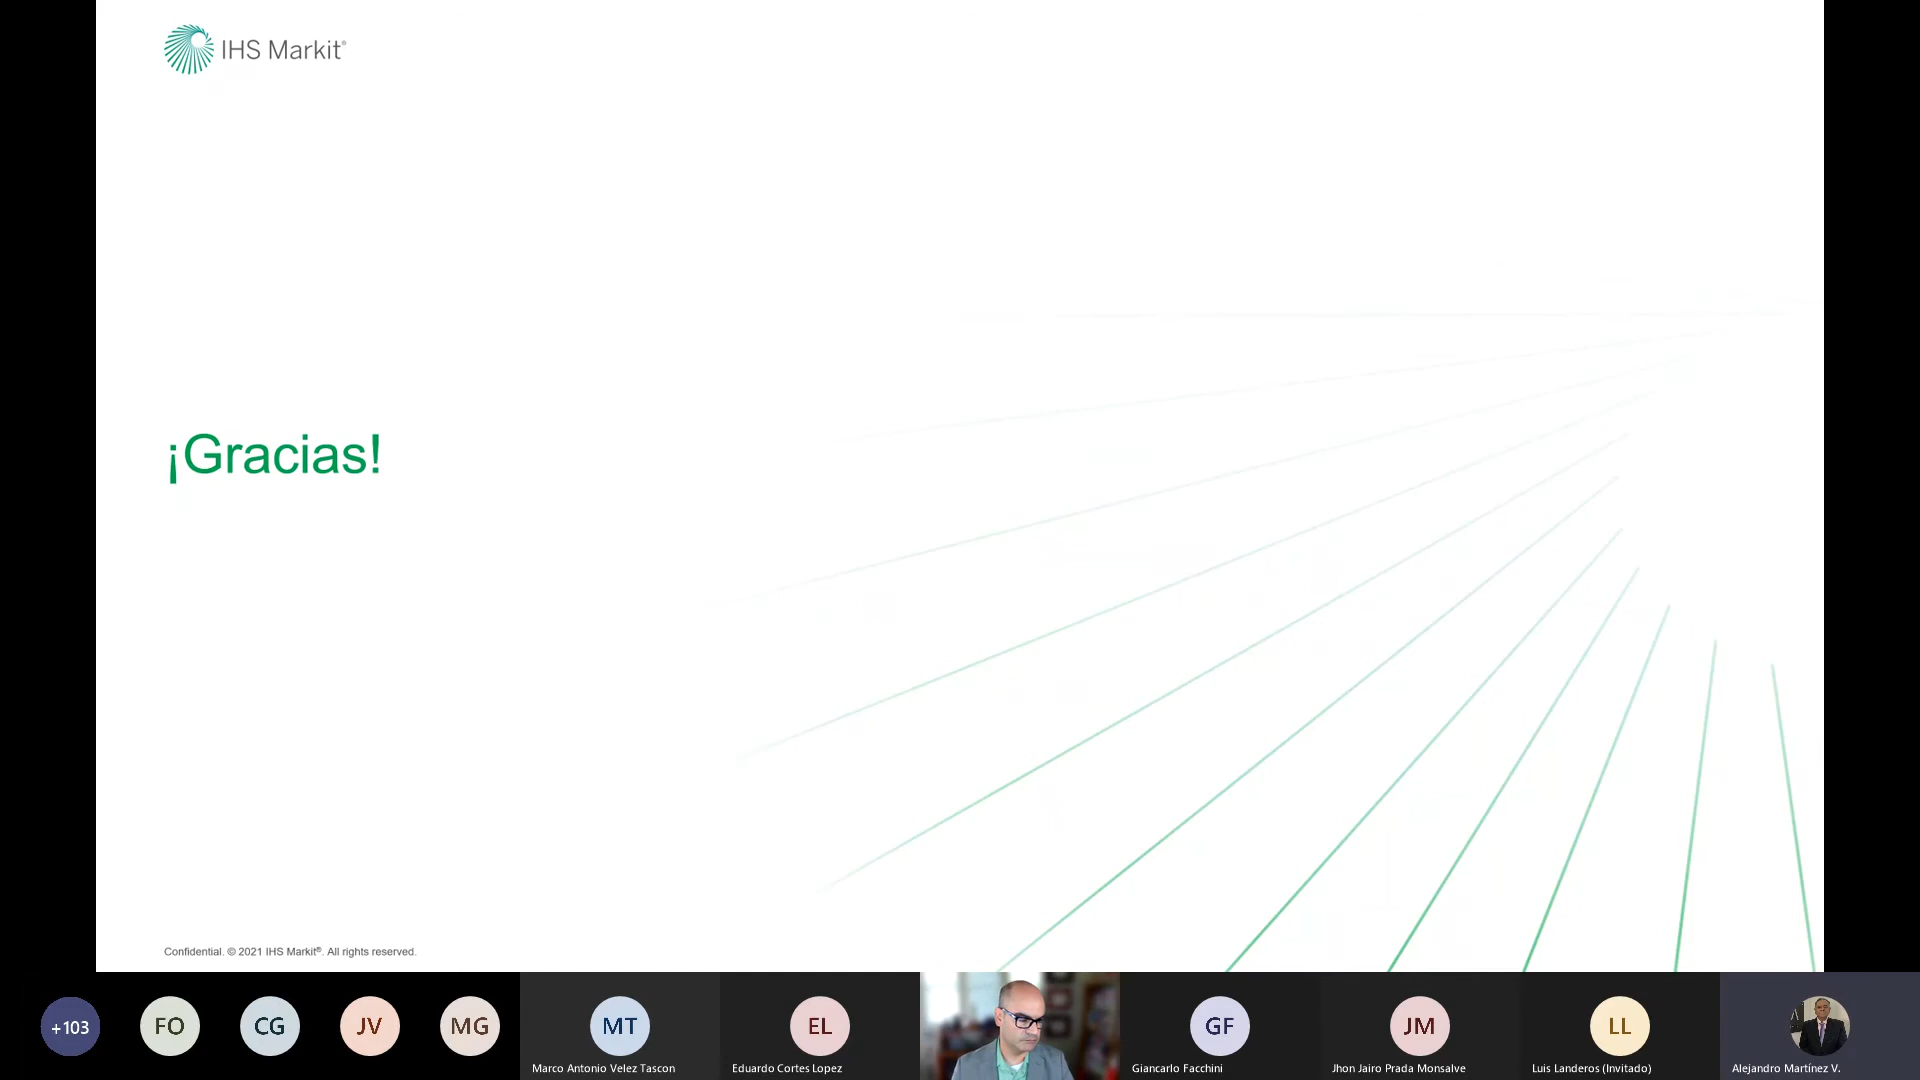 IHS Markit®
¡Gracias!
Confidential. © 2021 IHS Markit®. All rights reserved.
+103
FO
CG
JV
MG
MT
EL
GF
JM
LL
Marco Antonio Velez Tascon
Eduardo Cortes Lopez
Giancarlo Facchini
Jhon Jairo Prada Monsalve
Luis Landeros (Invitado)
Alejandro Martínez V.